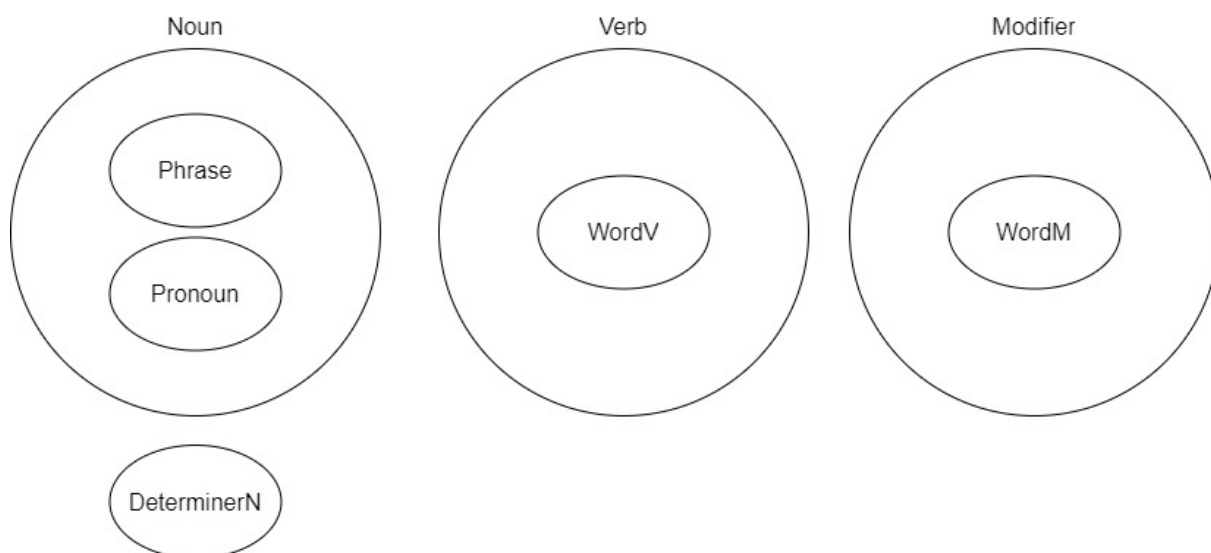 Noun
Verb
Modifier
Phrase
Pronoun
WordV
WordM
DeterminerN